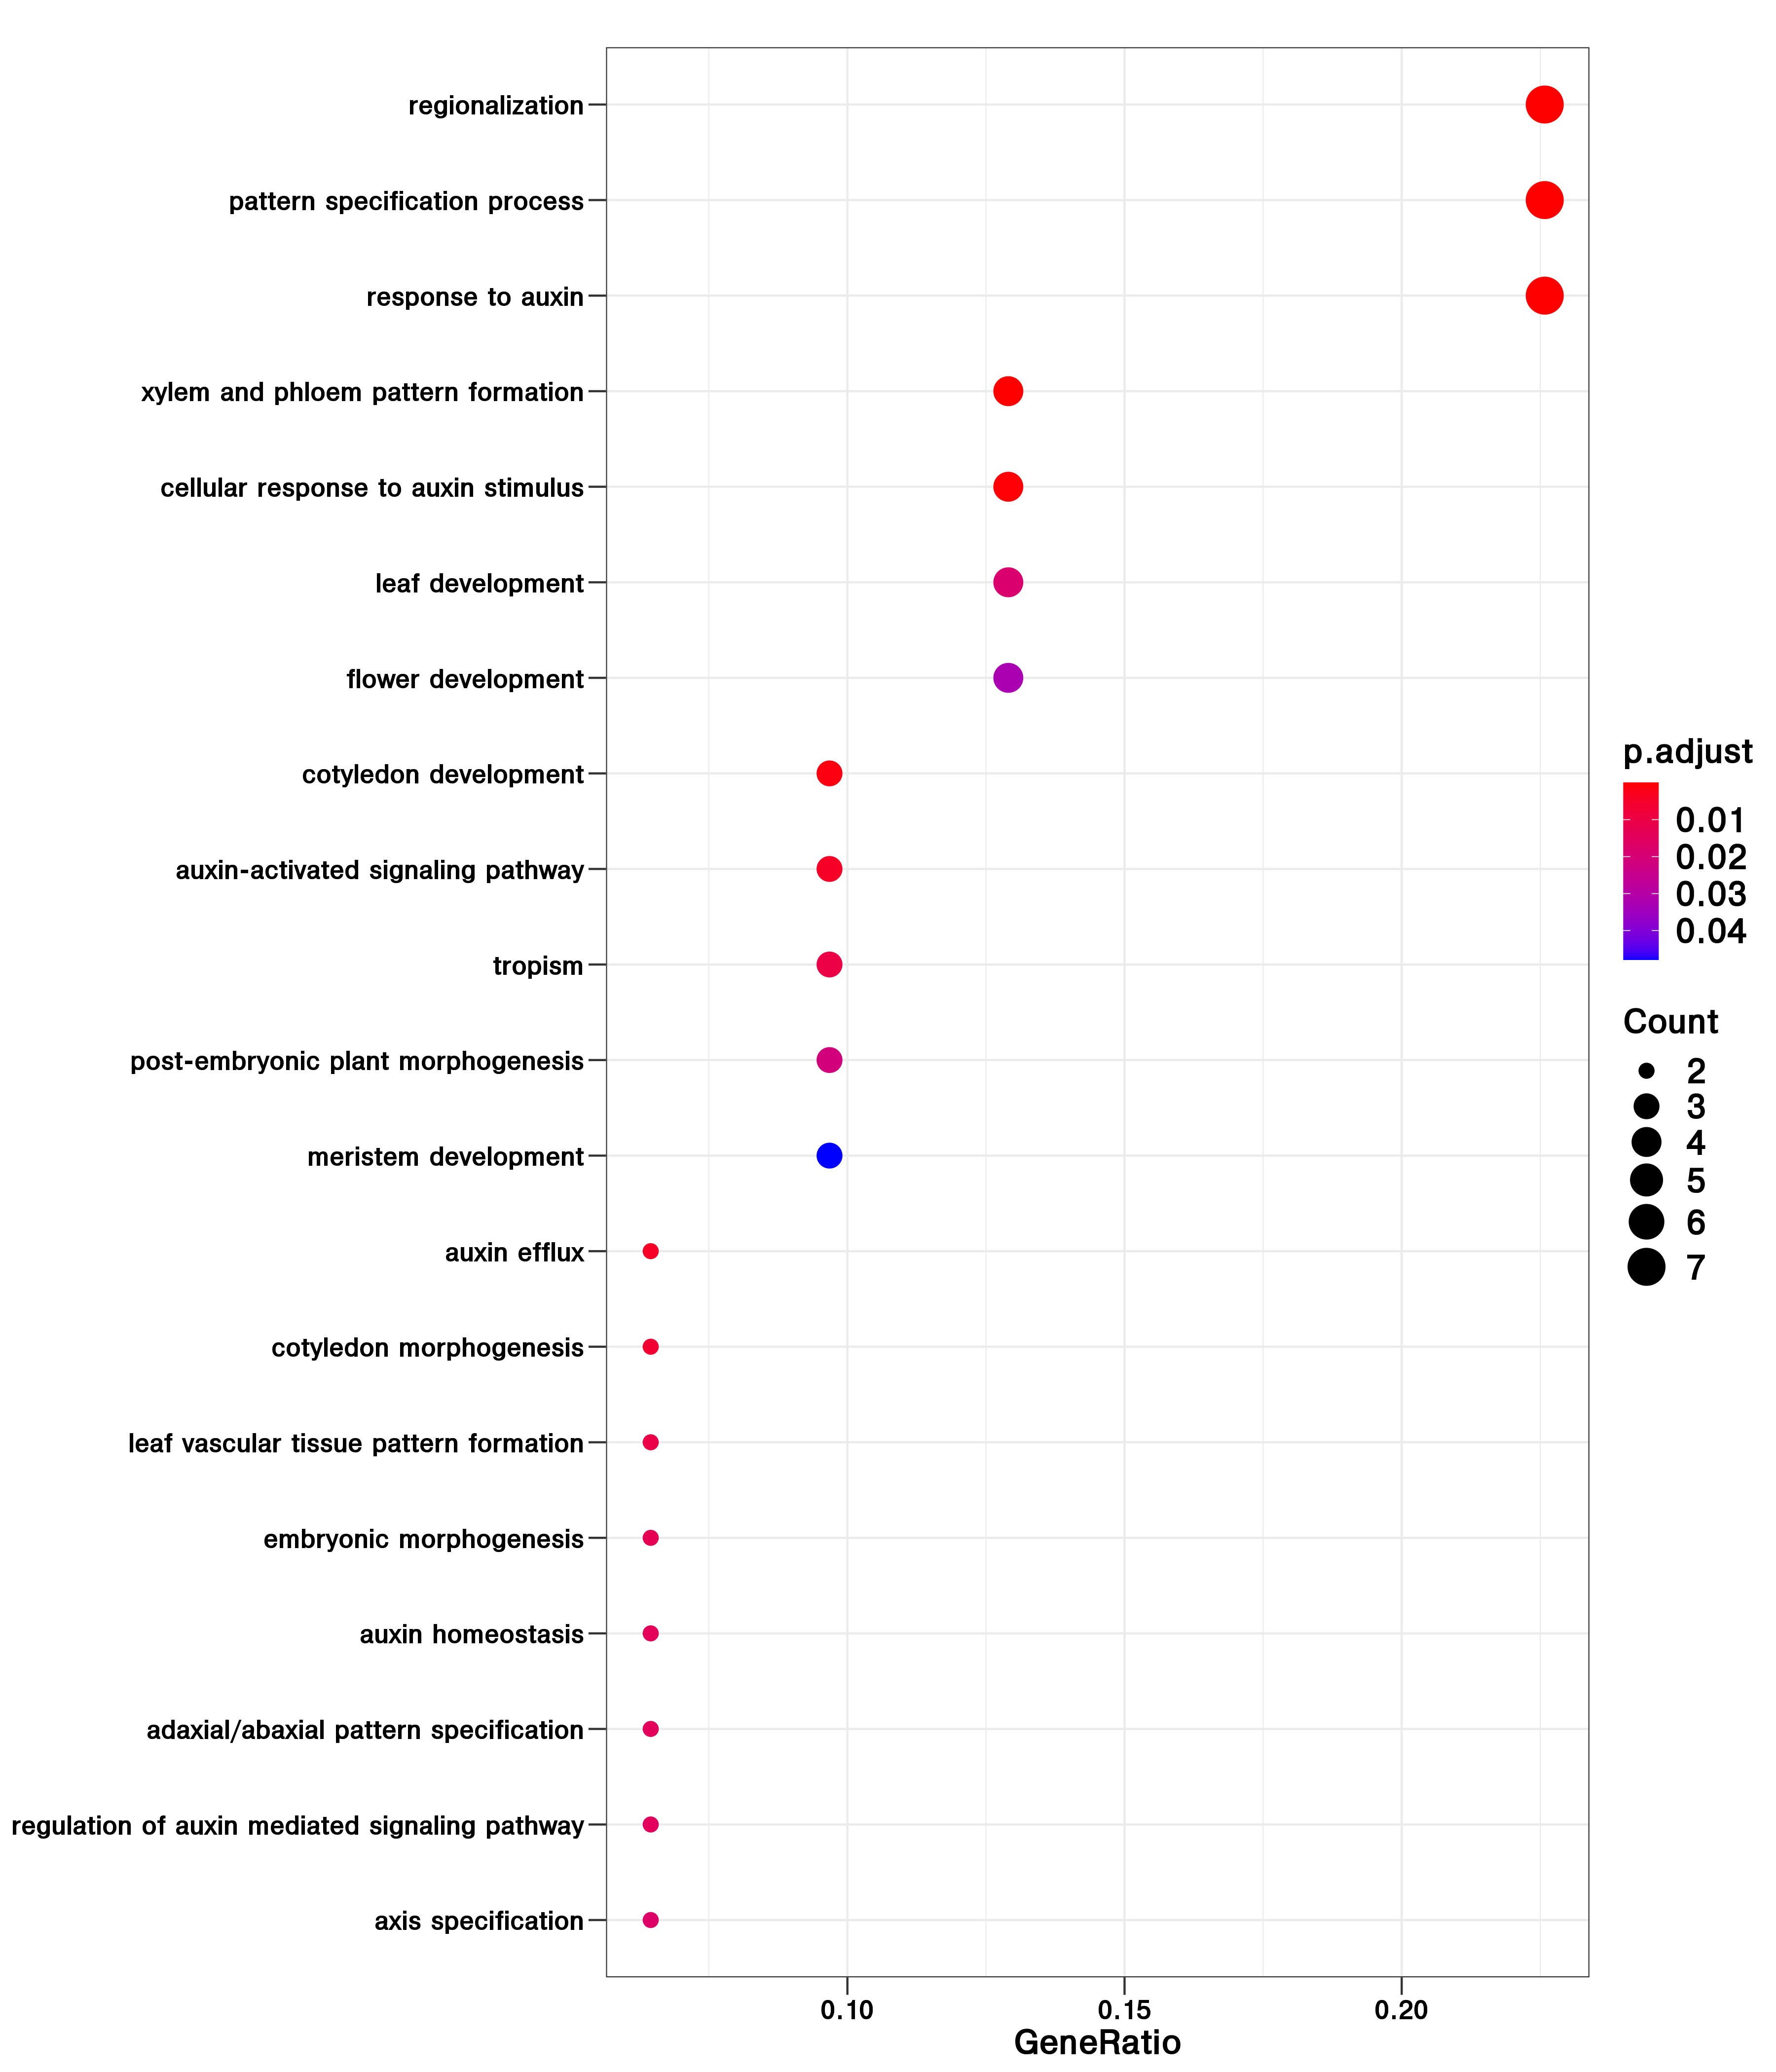 regionalization
pattern specification process
response to auxin
xylem and phloem pattern formation
cellular response to auxin stimulus
leaf development
flower development
cotyledon development
auxin-activated signaling pathway
tropism
post-embryonic plant morphogenesis
meristem development
auxin efflux
cotyledon morphogenesis
leaf vascular tissue pattern formation
embryonic morphogenesis
auxin homeostasis
adaxial/abaxial pattern specification
regulation of auxin mediated signaling pathway
axis specification
0.10 0.15 0.20
GeneRatio
p.adjust
0.01
0.02
0.03
0.04
Count
2
3
4
5
6
7